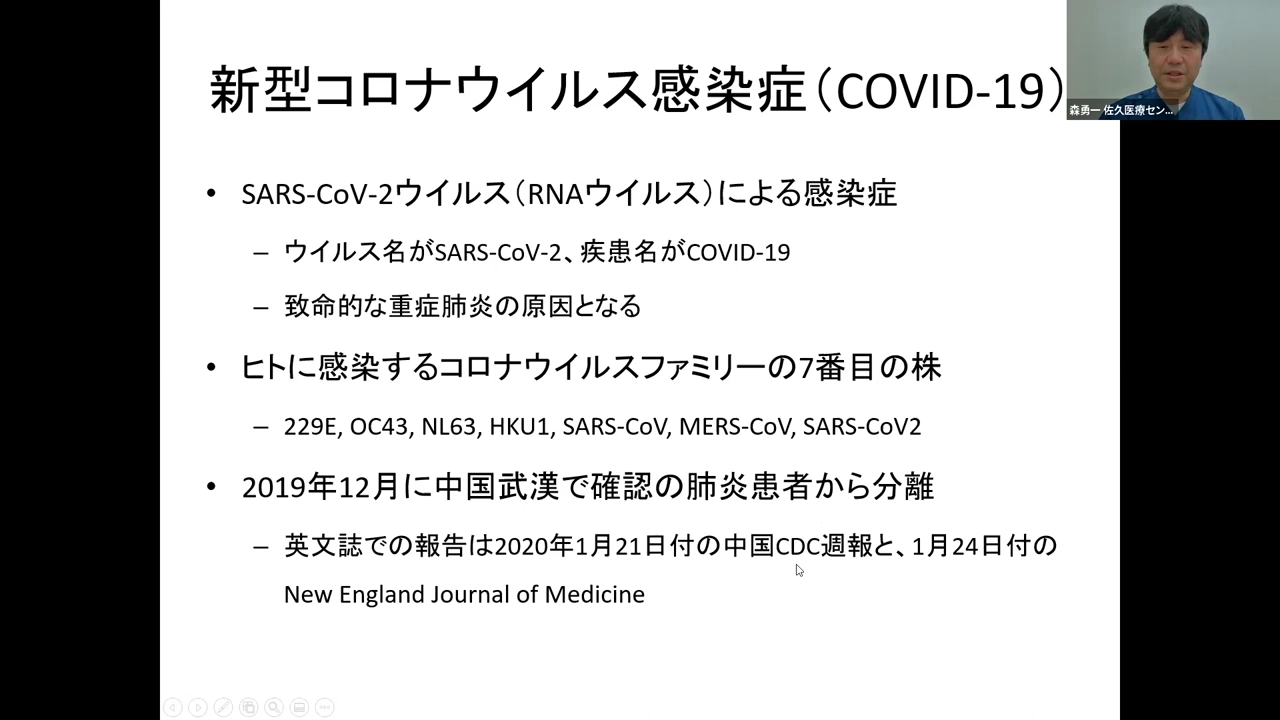 新型コロナウイルス感染症（COVID-19）
森勇一 佐久医療セン...
• SARS-CoV-2ウイルス（RNAウイルス）による感染症
– ウイルス名がSARS-CoV-2、疾患名がCOVID-19
– 致命的な重症肺炎の原因となる
• ヒトに感染するコロナウイルスファミリーの7番目の株
– 229E, OC43, NL63, HKU1, SARS-CoV, MERS-CoV, SARS-CoV2
• 2019年12月に中国武漢で確認の肺炎患者から分離
– 英文誌での報告は2020年1月21日付の中国CDC週報と、1月24日付の
New England Journal of Medicine